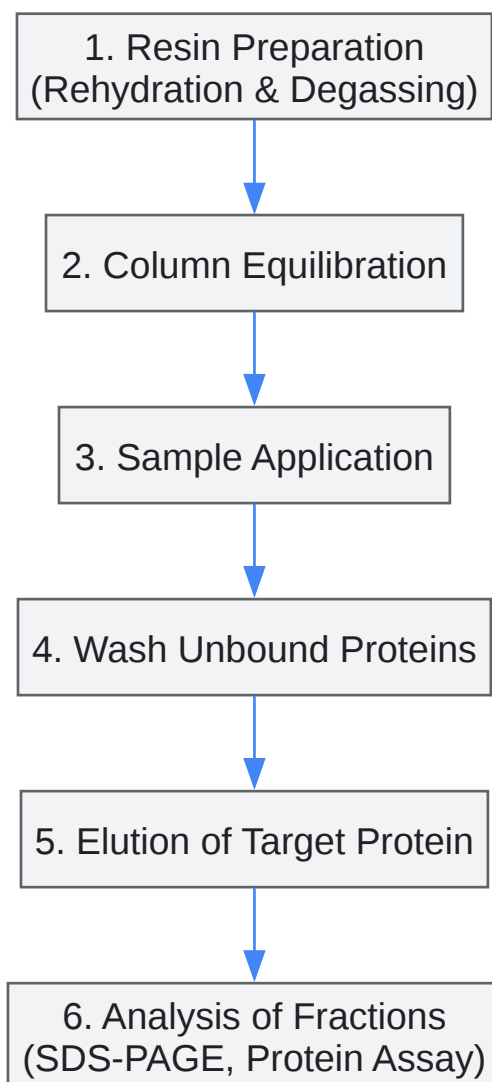 1. Resin Preparation
(Rehydration & Degassing)
2. Column Equilibration
3. Sample Application
4. Wash Unbound Proteins
5. Elution of Target Protein
6. Analysis of Fractions
(SDS-PAGE, Protein Assay)